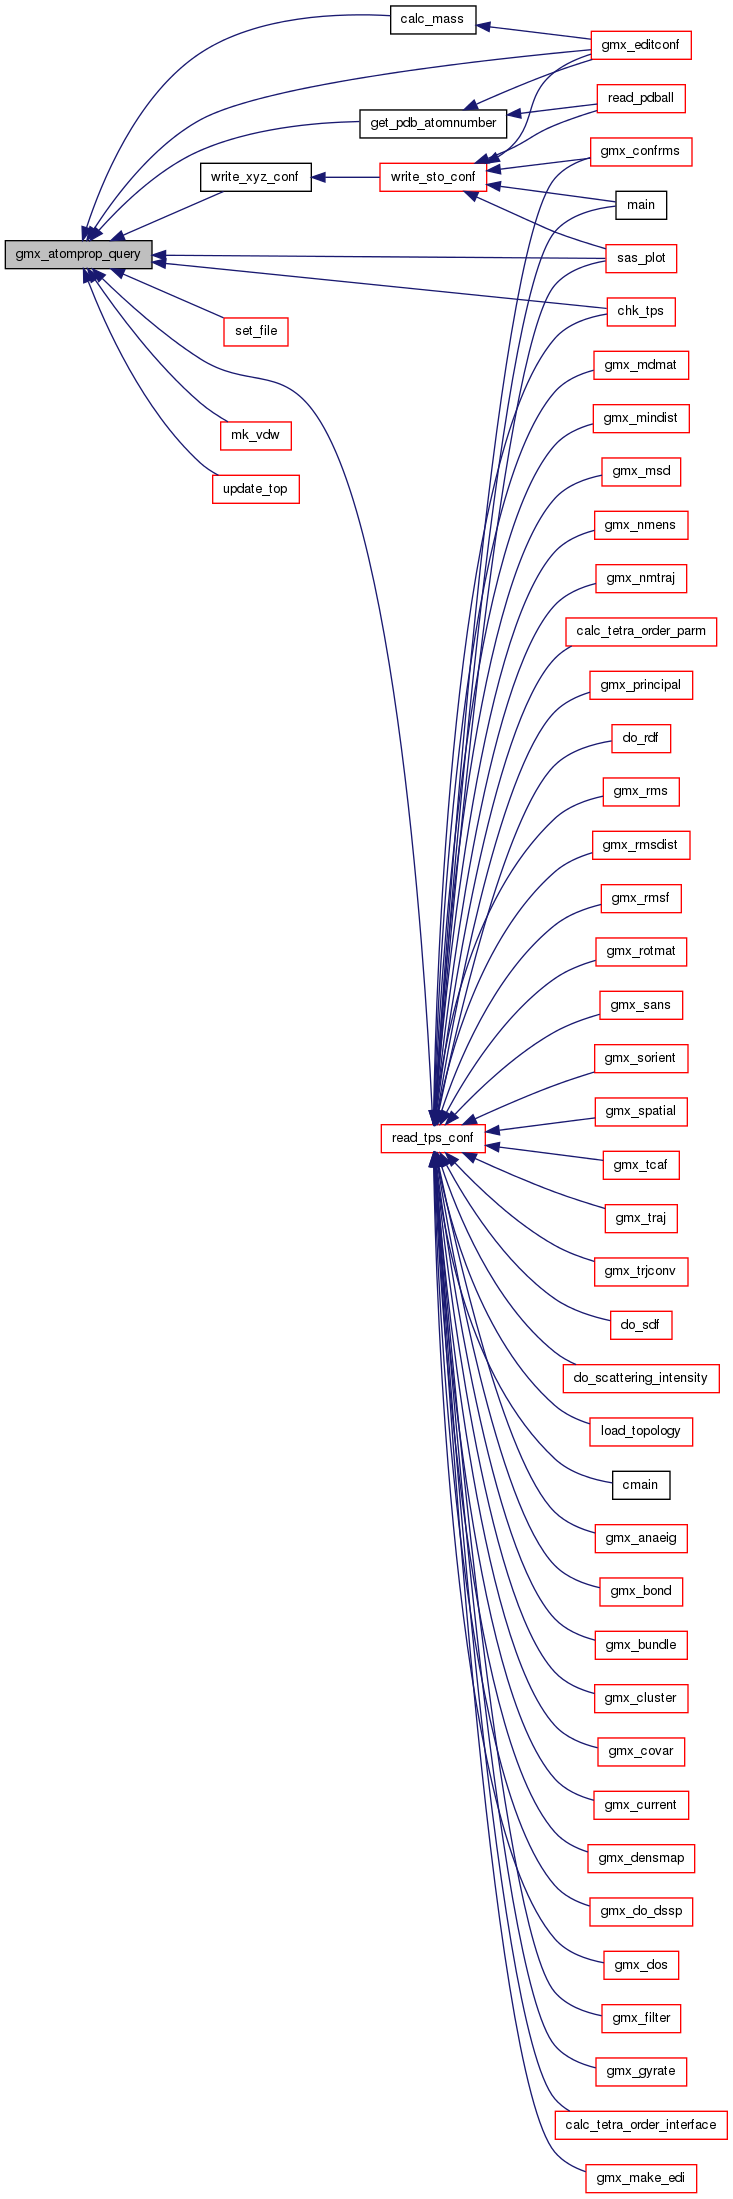 calc_mass
gmx_editconf
read_pdball
get_pdb_atomnumber
gmx_confrms
write_xyz_conf
write_sto_conf
main
gmx_atomprop_query
sas_plot
chk_tps
set_file
gmx_mdmat
gmx_mindist
mk_vdw
gmx_msd
update_top
gmx_nmens
gmx_nmtraj
calc_tetra_order_parm
gmx_principal
do_rdf
gmx_rms
gmx_rmsdist
gmx_rmsf
gmx_rotmat
gmx_sans
gmx_sorient
gmx_spatial
read_tps_conf
gmx_tcaf
gmx_traj
gmx_trjconv
do_sdf
do_scattering_intensity
load_topology
cmain
gmx_anaeig
gmx_bond
gmx_bundle
gmx_cluster
gmx_covar
gmx_current
gmx_densmap
gmx_do_dssp
gmx_dos
gmx_filter
gmx_gyrate
calc_tetra_order_interface
gmx_make_edi